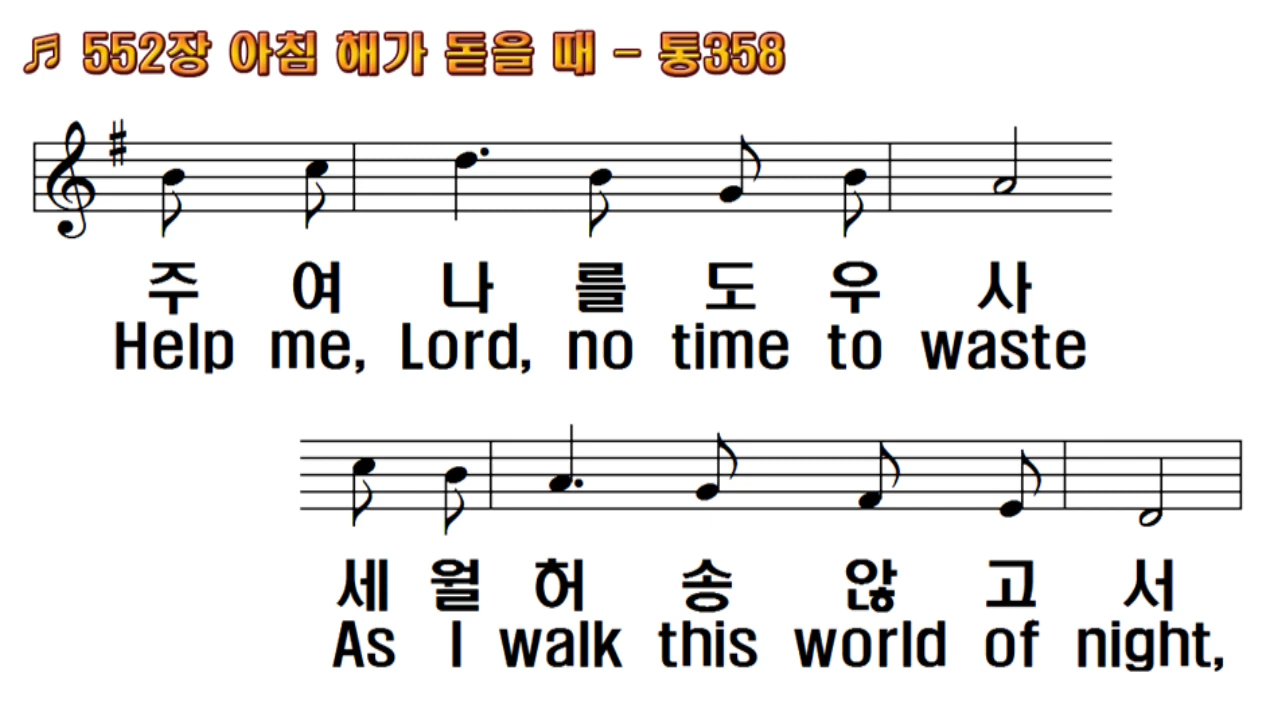 ♬ 552장 아침 해가 돋을 때 - 통358
주 여 나 를 도 우 사
Help me, Lord, no time to waste
세 월 허 송 않 고 서
As I walk this world of night,